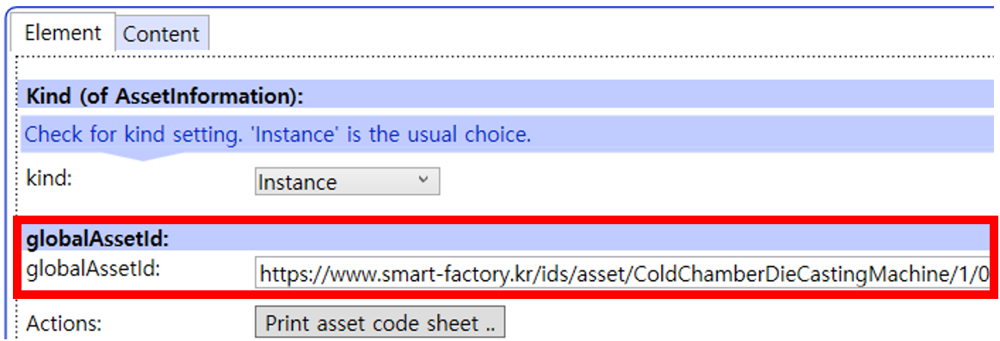 Element Content
Kind (of AssetInformation):
Check for kind setting. 'Instance' is the usual choice.
kind: Instance
globalAssetId:
globalAssetId: https://www.smart-factory.kr/ids/asset/ColdChamberDieCastingMachine/1/0
Actions: Print asset code sheet ..